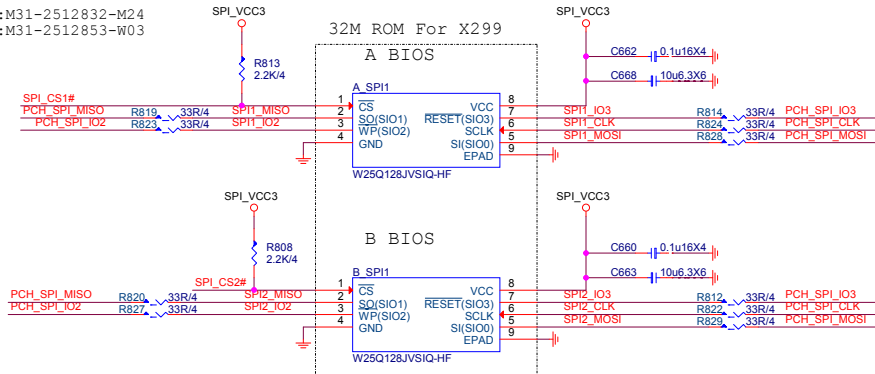 :M31-2512832-M24
:M31-2512853-W03
SPI_VCC3
32M ROM For X299
SPI_VCC3
A BIOS
R813
2.2K/4
C662 0.1u16X4
C668 10u6.3X6
SPI_CS1#
A_SPI1
PCH_SPI_MISO R819 33R/4 SPI1_MISO
PCH_SPI_IO2 R823 33R/4 SPI1_IO2
1 CS VCC 8
2 SO(SIO1) RESET(SIO3) 7
3 WP(SIO2) SCLK 6
4 GND SI(SIO0) 5
EPAD 9
W25Q128JVSIQ-HF
SPI1_IO3 R814 33R/4 PCH_SPI_IO3
SPI1_CLK R824 33R/4 PCH_SPI_CLK
SPI1_MOSI R828 33R/4 PCH_SPI_MOSI
SPI_VCC3
SPI_VCC3
B BIOS
R808
2.2K/4
C660 0.1u16X4
C663 10u6.3X6
SPI_CS2#
B_SPI1
PCH_SPI_MISO R820 33R/4 SPI2_MISO
PCH_SPI_IO2 R827 33R/4 SPI2_IO2
1 CS VCC 8
2 SO(SIO1) RESET(SIO3) 7
3 WP(SIO2) SCLK 6
4 GND SI(SIO0) 5
EPAD 9
W25Q128JVSIQ-HF
SPI2_IO3 R812 33R/4 PCH_SPI_IO3
SPI2_CLK R822 33R/4 PCH_SPI_CLK
SPI2_MOSI R829 33R/4 PCH_SPI_MOSI